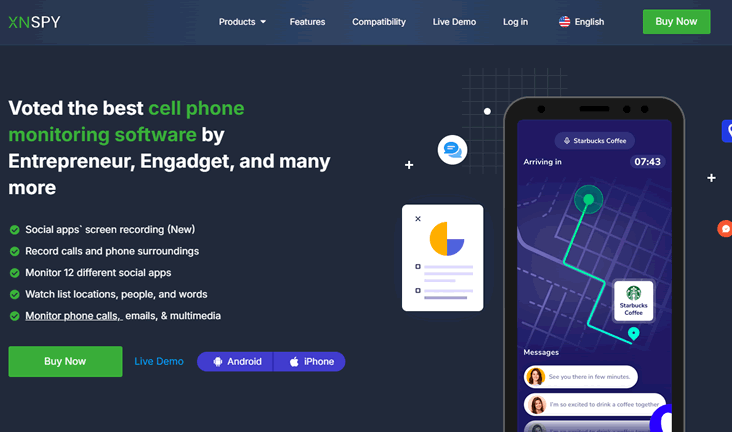 XNSPY
Products
Features
Compatibility
Live Demo
Log in
English
Buy Now
Voted the best cell phone
monitoring software by
Entrepreneur, Engadget, and many
more
Social apps` screen recording (New)
Record calls and phone surroundings
Monitor 12 different social apps
Watch list locations, people, and words
Monitor phone calls, emails, & multimedia
Buy Now
Live Demo
Android
iPhone
Starbucks Coffee
Arriving in
07:43
Starbucks
Coffee
Messages
See you there in few minutes.
I'm so excited to drink a coffee together